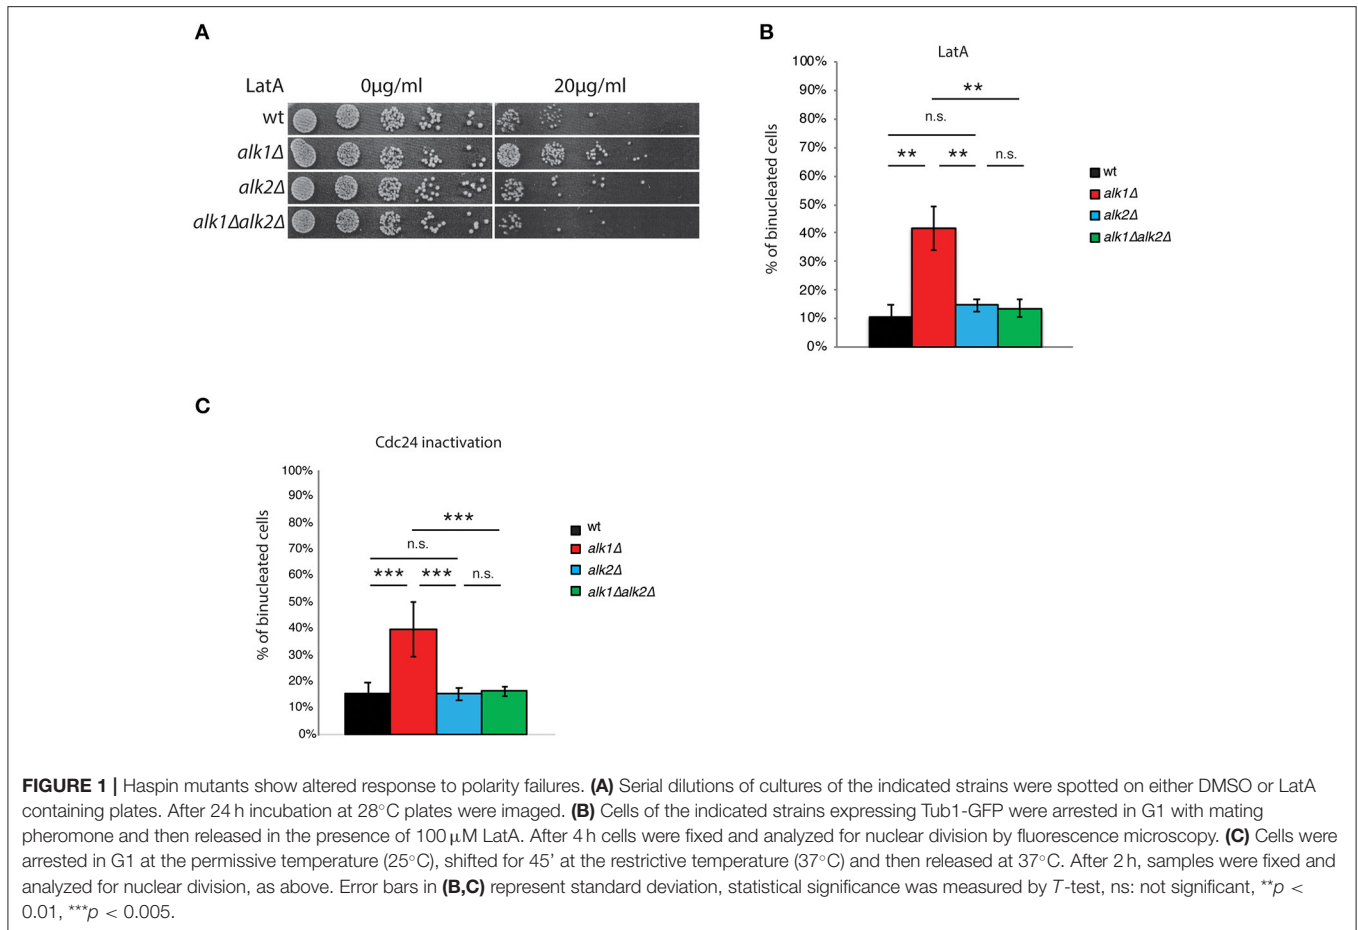 A
LatA 0µg/ml 20µg/ml
wt
alk1Δ
alk2Δ
alk1Δalk2Δ
B
LatA
100%
90%
80%
70%
60%
50%
40%
30%
20%
10%
0%
% of binucleated cells
**
n.s.
** ** n.s.
wt
alk1Δ
alk2Δ
alk1Δalk2Δ
C
Cdc24 inactivation
100%
90%
80%
70%
60%
50%
40%
30%
20%
10%
0%
% of binucleated cells
***
n.s.
*** *** n.s.
wt
alk1Δ
alk2Δ
alk1Δalk2Δ
FIGURE 1 | Haspin mutants show altered response to polarity failures. (A) Serial dilutions of cultures of the indicated strains were spotted on either DMSO or LatA
containing plates. After 24 h incubation at 28°C plates were imaged. (B) Cells of the indicated strains expressing Tub1-GFP were arrested in G1 with mating
pheromone and then released in the presence of 100 µM LatA. After 4 h cells were fixed and analyzed for nuclear division by fluorescence microscopy. (C) Cells were
arrested in G1 at the permissive temperature (25°C), shifted for 45' at the restrictive temperature (37°C) and then released at 37°C. After 2 h, samples were fixed and
analyzed for nuclear division, as above. Error bars in (B,C) represent standard deviation, statistical significance was measured by T-test, ns: not significant, **p <
0.01, ***p < 0.005.